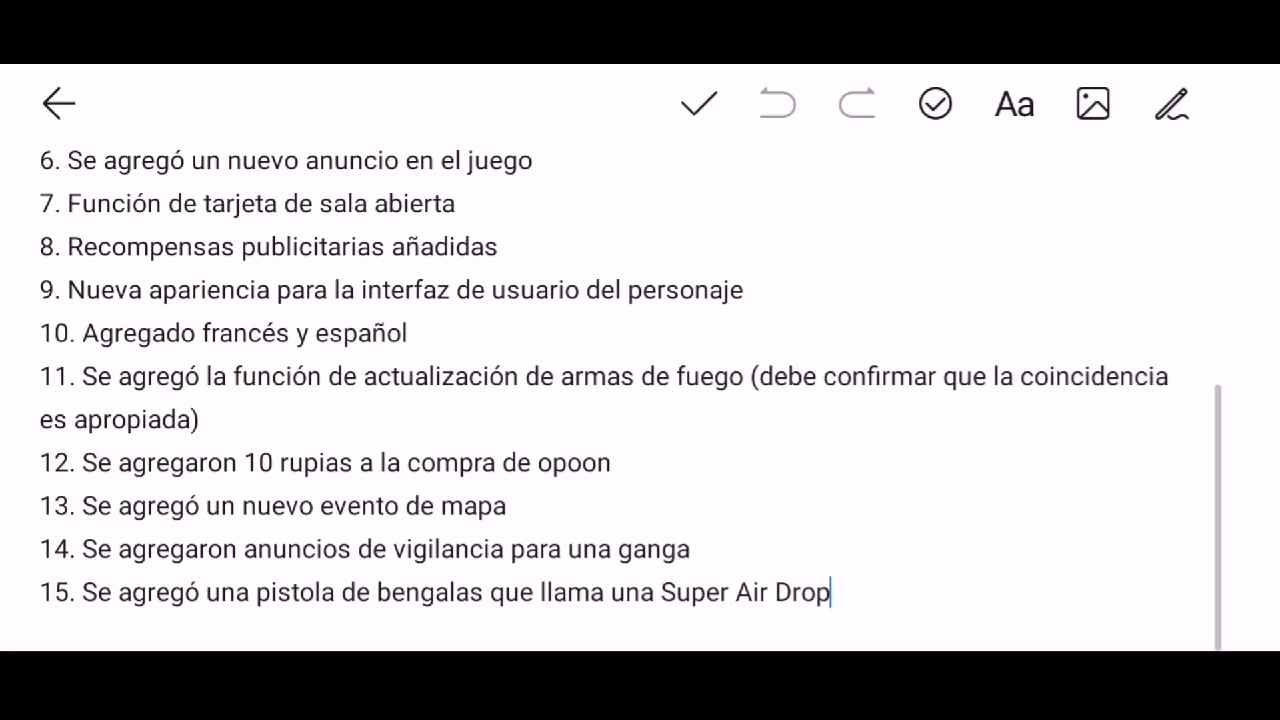 Aa
6. Se agregó un nuevo anuncio en el juego
7. Función de tarjeta de sala abierta
8. Recompensas publicitarias añadidas
9. Nueva apariencia para la interfaz de usuario del personaje
10. Agregado francés y español
11. Se agregó la función de actualización de armas de fuego (debe confirmar que la coincidencia
es apropiada)
12. Se agregaron 10 rupias a la compra de opoon
13. Se agregó un nuevo evento de mapa
14. Se agregaron anuncios de vigilancia para una ganga
15. Se agregó una pistola de bengalas que llama una Super Air Drop